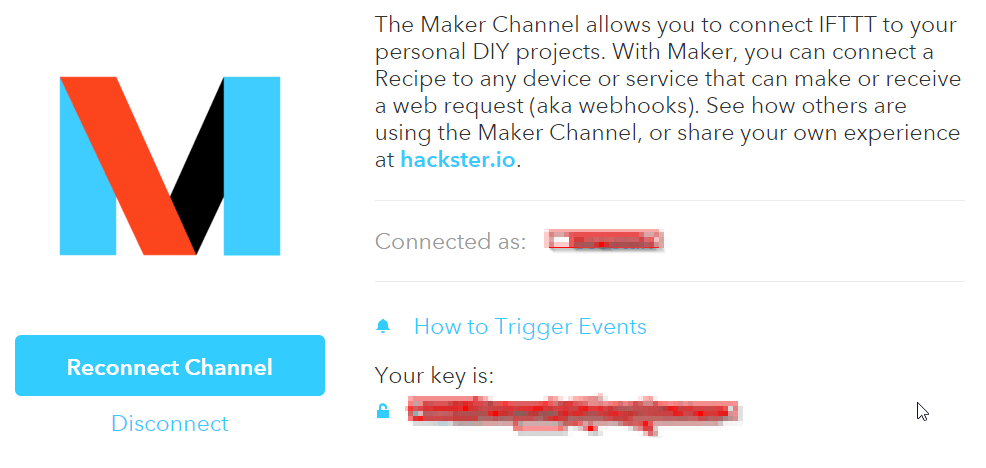 The Maker Channel allows you to connect IFTTT to your
personal DIY projects. With Maker, you can connect a
Recipe to any device or service that can make or receive
a web request (aka webhooks). See how others are
using the Maker Channel, or share your own experience
at hackster.io.
Connected as:
How to Trigger Events
Reconnect Channel
Your key is:
Disconnect